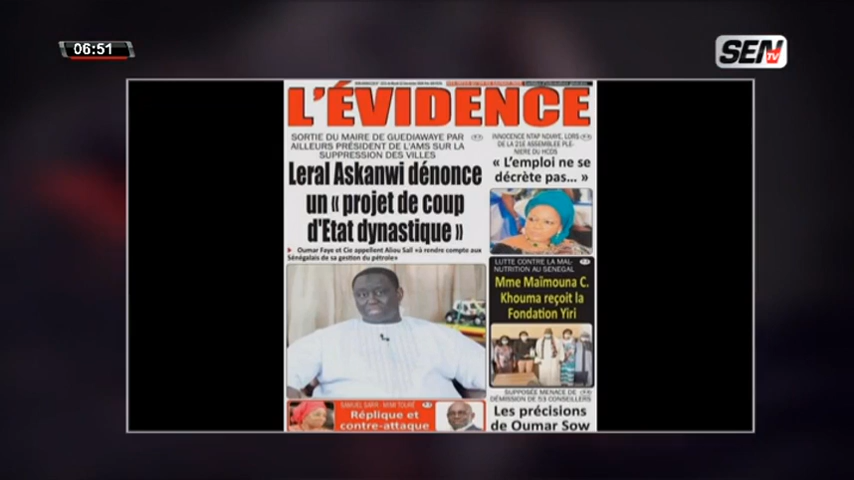 06:51
SEN
TV
L'ÉVIDENCE
SORTIE DU MAIRE DE GUEDIAWAYE PAR
AILLEURS PRÉSIDENT DE L'AMS SUR LA
SUPPRESSION DES VILLES
Leral Askanwi dénonce
un « projet de coup
d'Etat dynastique »
Oumar Faye et Cie appellent Aliou Sall «à rendre compte aux
Sénégalais de sa gestion du pétrole»
INNOCENCE NTAP NDIAYE, LORS
DE LA 21E ASSEMBLEE PLE-
NIERE DU HCDS
« L'emploi ne se
décrète pas... »
LUTTE CONTRE LA MAL-
NUTRITION AU SENEGAL
Mme Maïmouna C.
Khouma reçoit la
Fondation Yiri
SUPPOSÉE MENACE DE
DÉMISSION DE 53 CONSEILLERS
Les précisions
de Oumar Sow
SAMUEL SARR - MIMI TOURÉ
Réplique et
contre-attaque